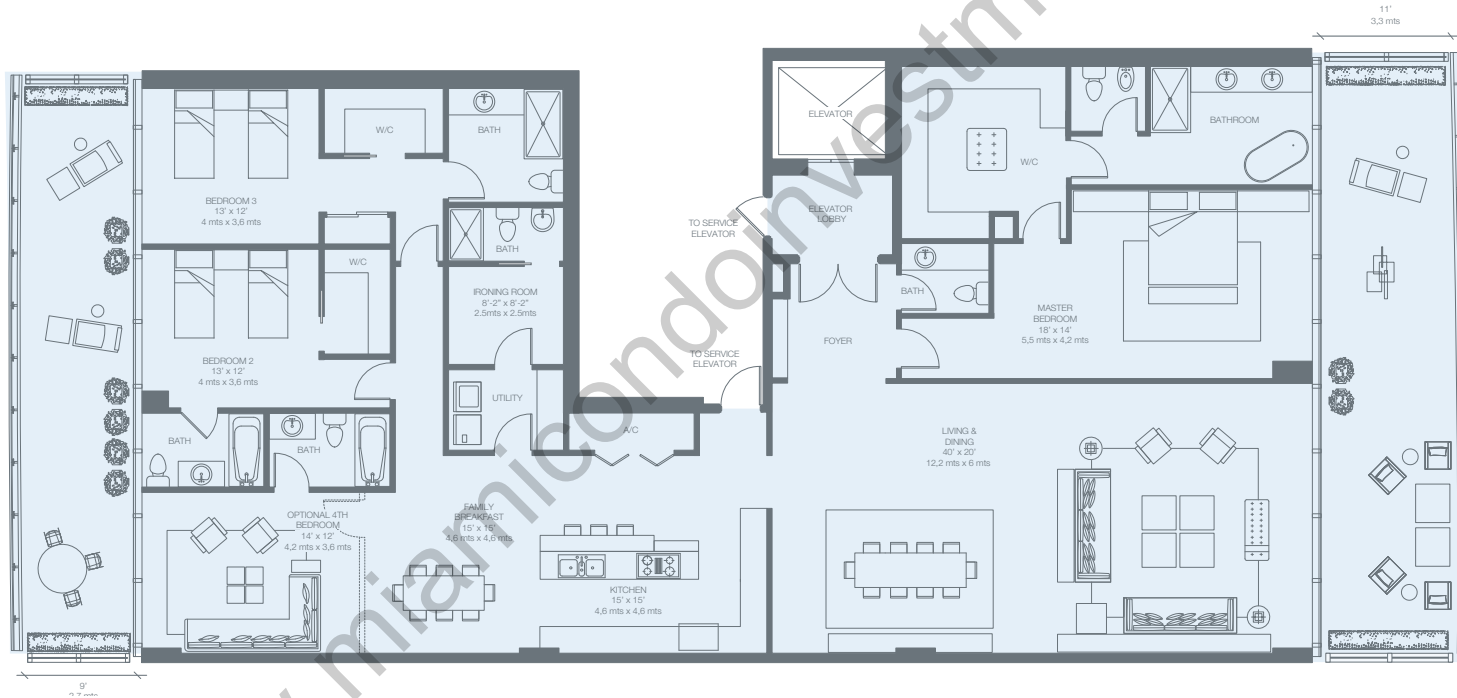 11'
3,3 mts
W/C
BATH
ELEVATOR
BATHROOM
W/C
BEDROOM 3
13' x 12'
4 mts x 3,6 mts
TO SERVICE
ELEVATOR
ELEVATOR
LOBBY
BATH
W/C
IRONING ROOM
8'-2" x 8'-2"
2.5mts x 2.5mts
BATH
MASTER
BEDROOM
18' x 14'
5,5 mts x 4,2 mts
FOYER
TO SERVICE
ELEVATOR
BEDROOM 2
13' x 12'
4 mts x 3,6 mts
UTILITY
A/C
BATH
BATH
LIVING &
DINING
40' x 20'
12,2 mts x 6 mts
OPTIONAL 4TH
BEDROOM
14' x 12'
4,2 mts x 3,6 mts
FAMILY
BREAKFAST
15' x 15'
4,6 mts x 4,6 mts
KITCHEN
15' x 15'
4,6 mts x 4,6 mts
9'
2,7 mts
miamicondoinvestm